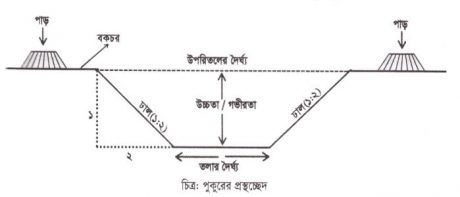 পাড়
পাড়
বকচর
উপরিতলের দৈর্ঘ্য
উচ্চতা / গভীরতা
ঢাল(১:২)
ঢাল(১:২)
১
২
তলার দৈর্ঘ্য
চিত্র: পুকুরের প্রস্থচ্ছেদ